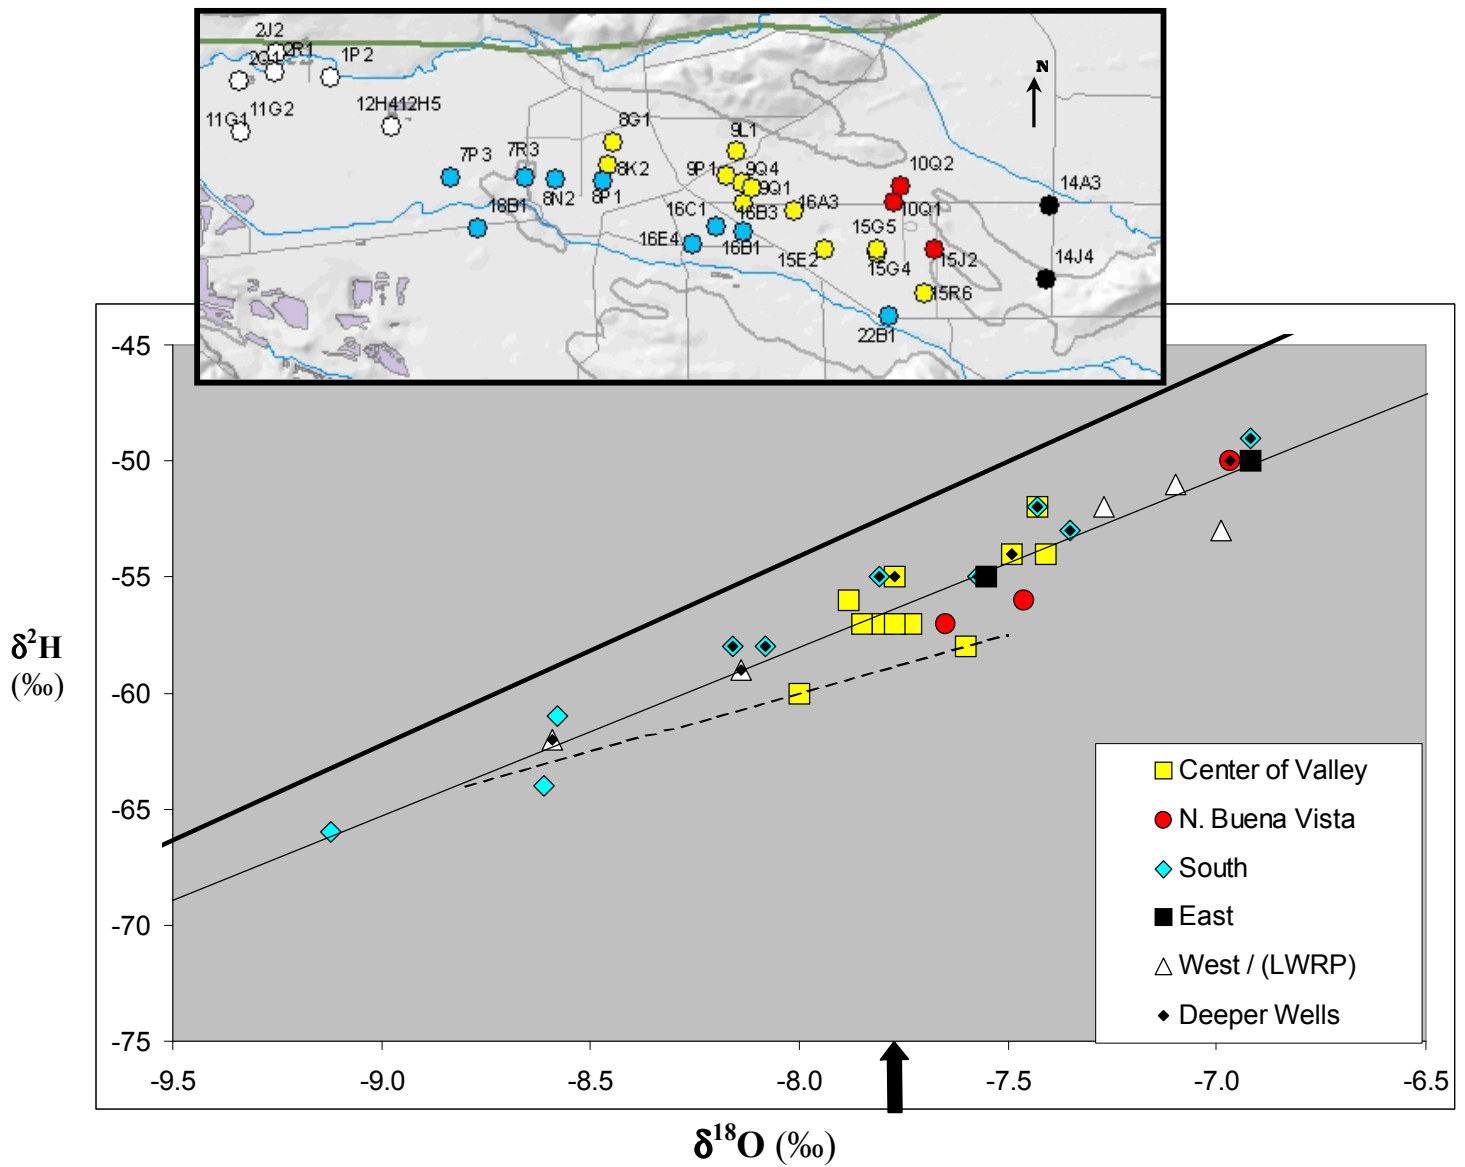 2J2
2R1
2Q1
1P2
11G2
11G1
12H4 12H5
8G1
7P3
7R3
8K2
8N2
8P1
18B1
9L1
9P1
9Q4
9Q1
16B3
16A3
16C1
16E4
16B1
10Q2
10Q1
N
14A3
14J4
15G5
15E2
15G4
15J2
15R6
22B1
-45
-50
-55
-60
-65
-70
-75
δ²H
(‰)
Center of Valley
N. Buena Vista
South
East
West / (LWRP)
Deeper Wells
-9.5 -9.0 -8.5 -8.0 -7.5 -7.0 -6.5
δ¹⁸O (‰)